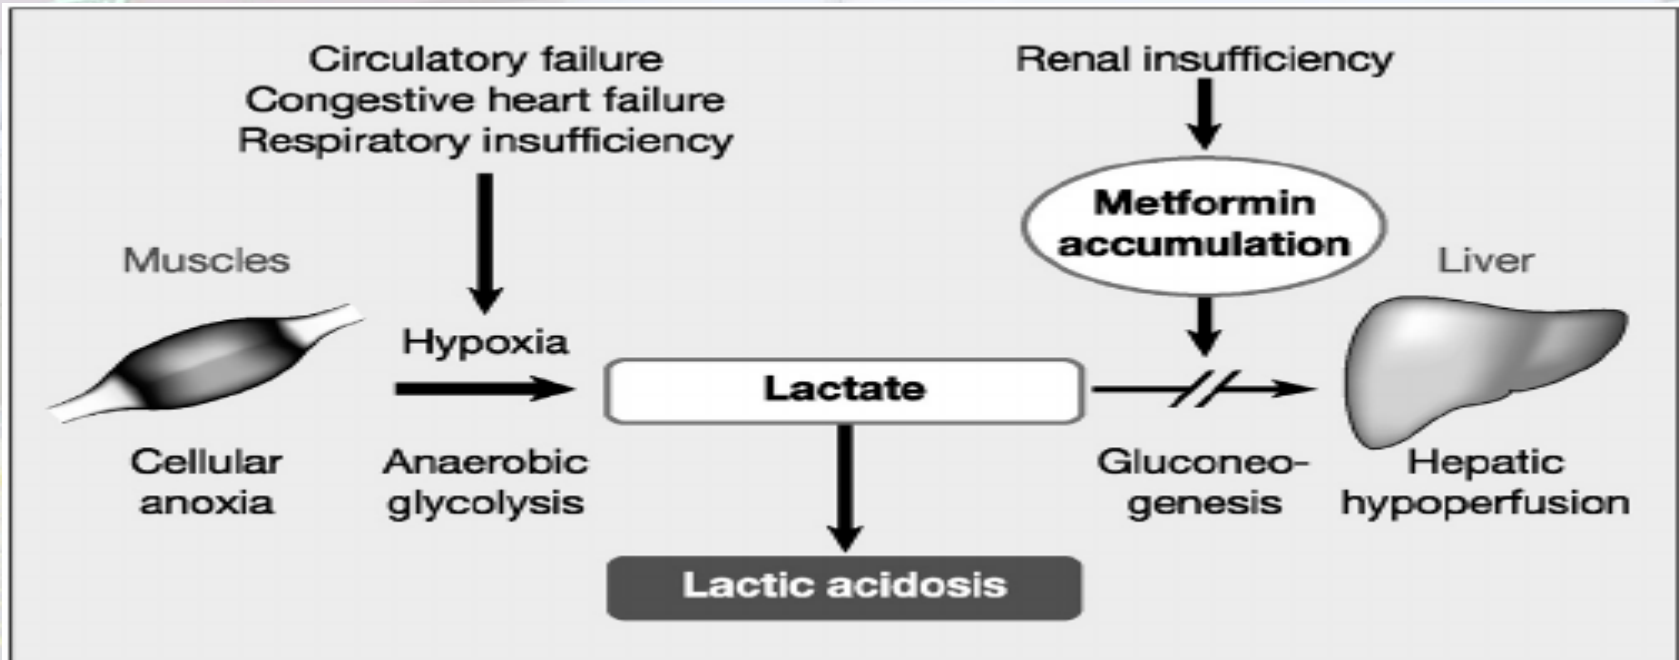 Circulatory failure
Congestive heart failure
Respiratory insufficiency
Renal insufficiency
Metformin
accumulation
Muscles
Liver
Hypoxia
Lactate
Cellular
anoxia
Anaerobic
glycolysis
Gluconeo-
genesis
Hepatic
hypoperfusion
Lactic acidosis